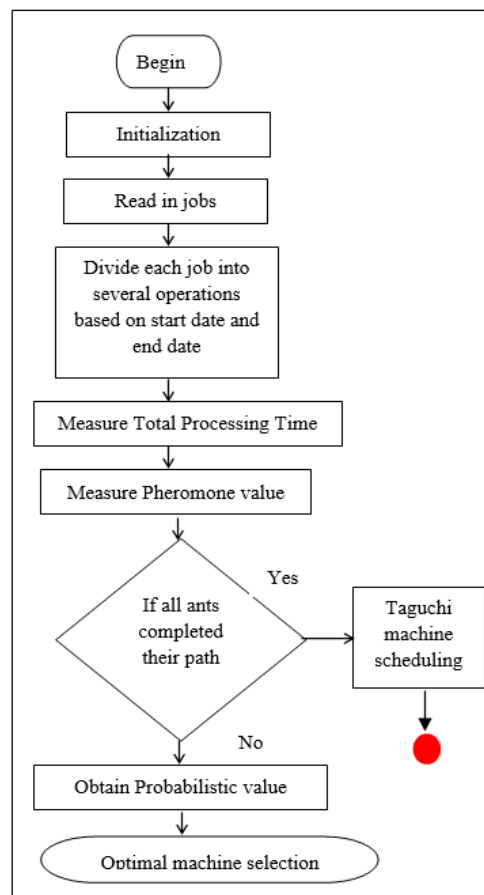 Begin
Initialization
Read in jobs
Divide each job into
several operations
based on start date and
end date
Measure Total Processing Time
Measure Pheromone value
Yes
If all ants
completed
their path
Taguchi
machine
scheduling
No
Obtain Probabilistic value
Optimal machine selection